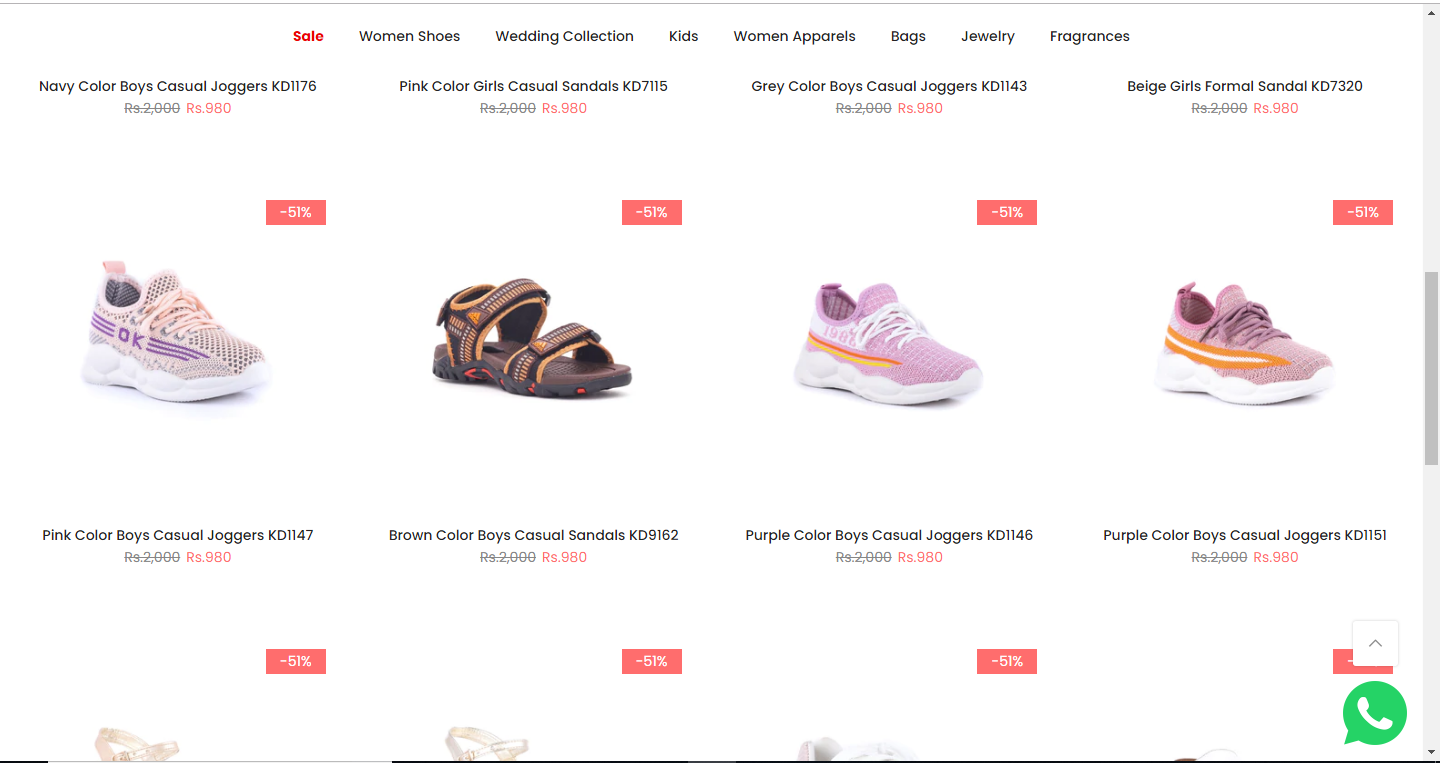 Sale Women Shoes Wedding Collection Kids Women Apparels Bags Jewelry Fragrances
Navy Color Boys Casual Joggers KD1176 Pink Color Girls Casual Sandals KD7115 Grey Color Boys Casual Joggers KD1143 Beige Girls Formal Sandal KD7320
Rs.2,000 Rs.980 Rs.2,000 Rs.980 Rs.2,000 Rs.980 Rs.2,000 Rs.980
-51% -51% -51% -51%
OK 1988
Pink Color Boys Casual Joggers KD1147 Brown Color Boys Casual Sandals KD9162 Purple Color Boys Casual Joggers KD1146 Purple Color Boys Casual Joggers KD1151
Rs.2,000 Rs.980 Rs.2,000 Rs.980 Rs.2,000 Rs.980 Rs.2,000 Rs.980
-51% -51% -51%